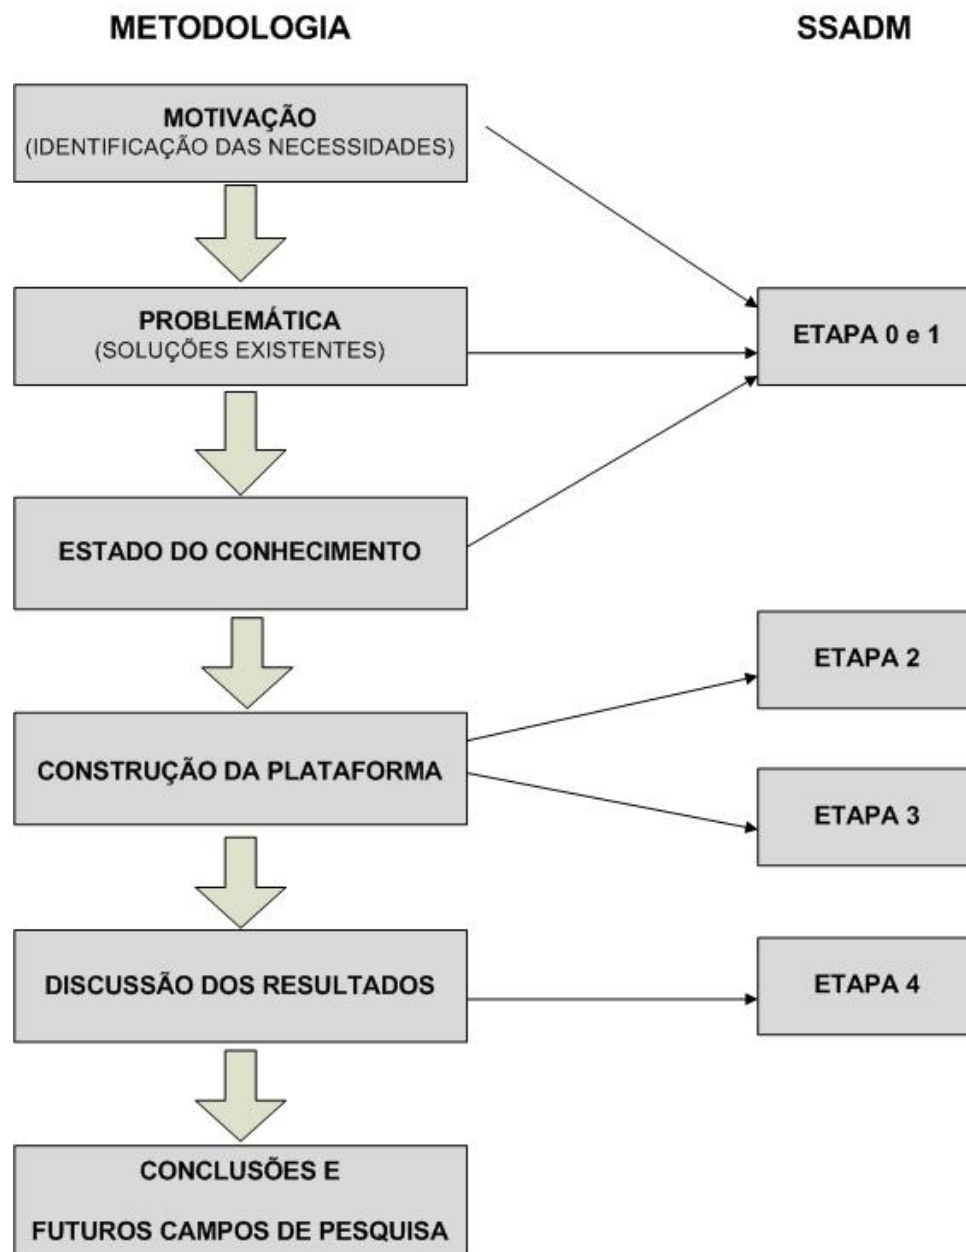 METODOLOGIA
SSADM
MOTIVAÇÃO
(IDENTIFICAÇÃO DAS NECESSIDADES)
PROBLEMÁTICA
(SOLUÇÕES EXISTENTES)
ETAPA 0 e 1
ESTADO DO CONHECIMENTO
ETAPA 2
CONSTRUÇÃO DA PLATAFORMA
ETAPA 3
DISCUSSÃO DOS RESULTADOS
ETAPA 4
CONCLUSÕES E
FUTUROS CAMPOS DE PESQUISA